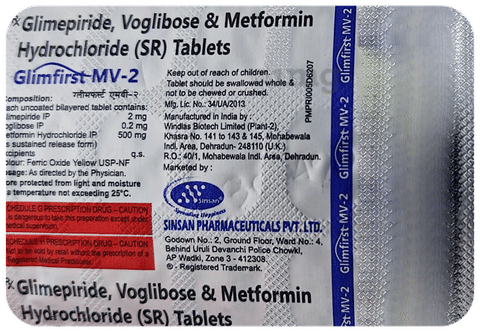 Rx Glimepiride, Voglibose & Metformin
Hydrochloride (SR) Tablets
Glimfirst-MV-2
ग्लीमफर्स्ट एमवी-२
Composition:
Each uncoated bilayered tablet contains:
Glimepiride IP 2 mg
Voglibose IP 0.2 mg
Metformin Hydrochloride IP 500 mg
(as sustained release form)
Excipients q.s.
Colour: Ferric Oxide Yellow USP-NF
Dosage: As directed by the Physician.
Store protected from light and moisture
at a temperature not exceeding 25°C.
SCHEDULE G PRESCRIPTION DRUG – CAUTION
It is dangerous to take this preparation except under
medical supervision.
SCHEDULE H PRESCRIPTION DRUG – CAUTION
Not to be sold by retail without the prescription of a
Registered Medical Practitioner.
Keep out of reach of children.
Tablet should be swallowed whole &
not to be chewed or crushed.
Mfg. Lic. No.: 34/UA/2013
Manufactured in India by :
Windlas Biotech Limited (Plant-2),
Khasra No. 141 to 143 & 145, Mohabewala
Indl. Area, Dehradun- 248110 (U.K.)
R.O.: 40/1, Mohabewala Indl. Area, Dehradun.
Marketed by :
Sinsan
Spreading Happiness
SINSAN PHARMACEUTICALS PVT. LTD.
Godown No.: 2, Ground Floor, Ward No.: 4,
Behind Uruli Devanchi Police Chowki,
AP Wadki, Zone 3 - 412308.
® - Registered Trademark.
PMPRI005D6207
MV-2
Glimfirst MV-2
Glimfirst MV-2
Rx Glimepiride, Voglibose & Metformin
Hydrochloride (SR) Tablets